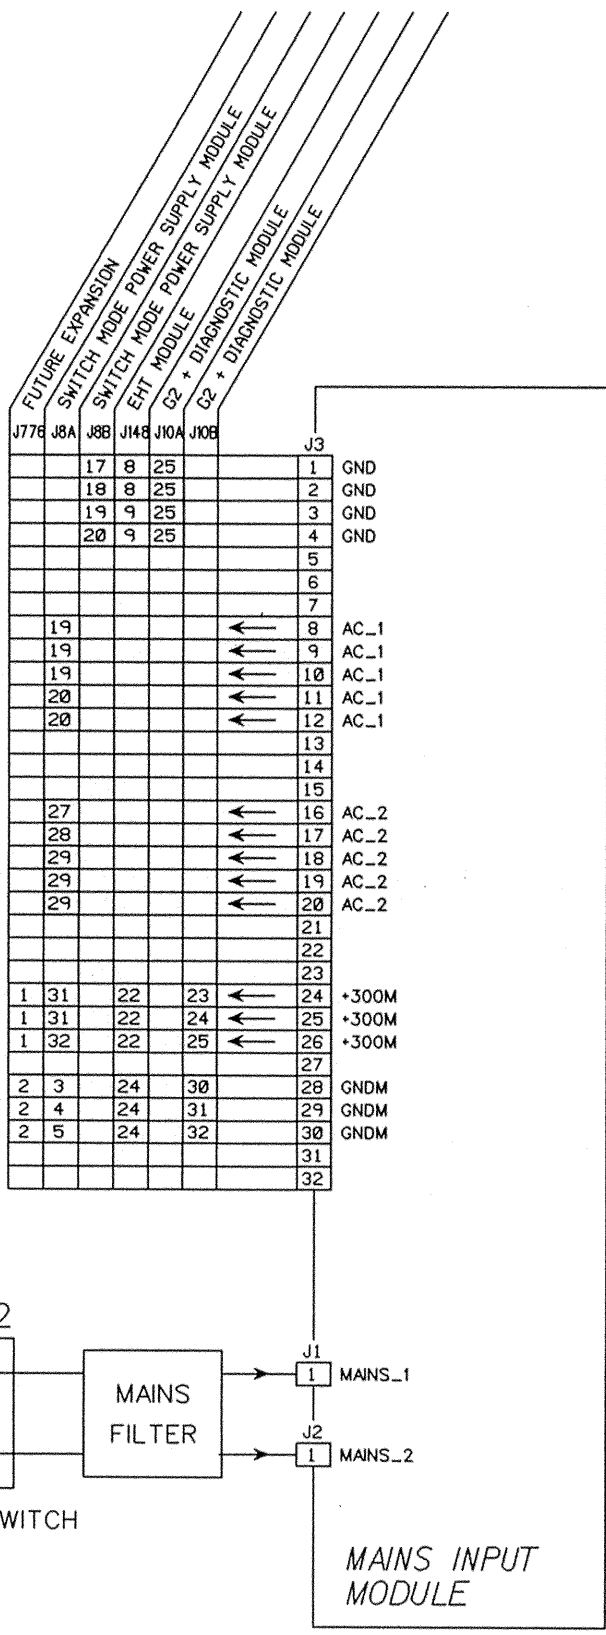 FUTURE EXPANSION
SWITCH MODE POWER SUPPLY MODULE
SWITCH MODE POWER SUPPLY MODULE
EHT MODULE
G2 + DIAGNOSTIC MODULE
G2 + DIAGNOSTIC MODULE
J776 J8A J8B J148 J10A J10B
J3
17 8 25 1 GND
18 8 25 2 GND
19 9 25 3 GND
20 9 25 4 GND
5
6
7
19 8 AC_1
19 9 AC_1
19 10 AC_1
20 11 AC_1
20 12 AC_1
13
14
15
27 16 AC_2
28 17 AC_2
29 18 AC_2
29 19 AC_2
29 20 AC_2
21
22
23
1 31 22 23 24 +300M
1 31 22 24 25 +300M
1 32 22 25 26 +300M
27
2 3 24 30 28 GNDM
2 4 24 31 29 GNDM
2 5 24 32 30 GNDM
31
32
2
J1
1 MAINS_1
MAINS
FILTER
J2
1 MAINS_2
WITCH
MAINS INPUT
MODULE